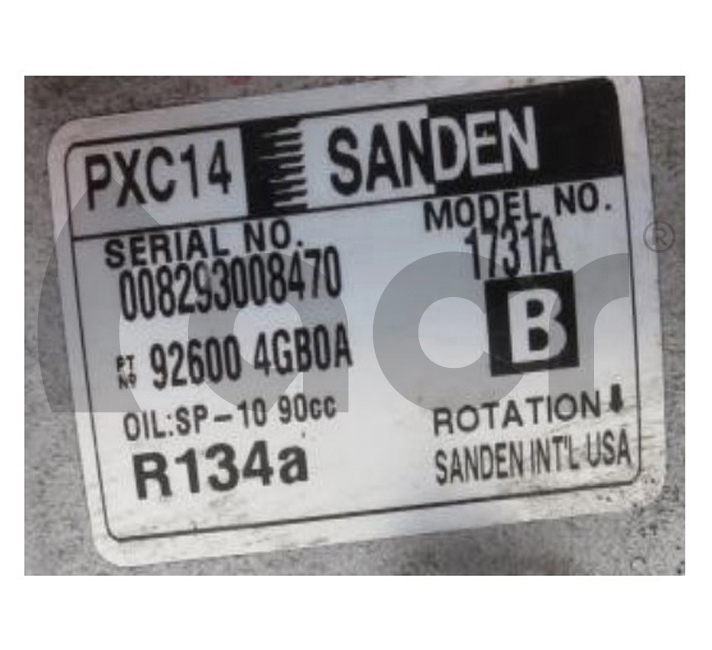 PXC14 SANDEN
SERIAL NO. MODEL NO.
008293008470 1731A
B
PT Nº 92600 4GB0A
OIL:SP-10 90cc ROTATION
R134a SANDEN INT'L USA
lacr ®